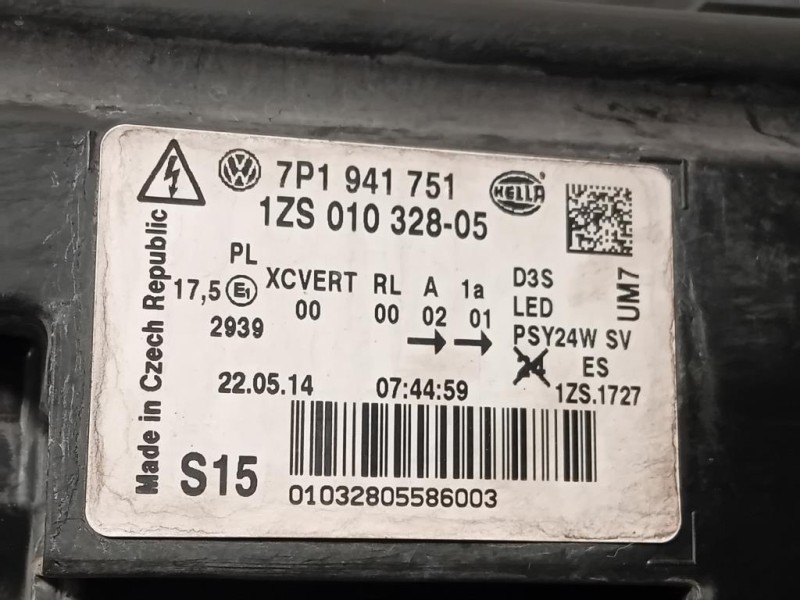 VW 7P1 941 751 HELLA
1ZS 010 328-05
Made in Czech Republic
PL XCVERT RL A 1a D3S
17,5 E1 00 00 02 01 LED
2939 PSY24W SV
UM7
24 ES
22.05.14 07:44:59 1ZS.1727
S15
01032805586003